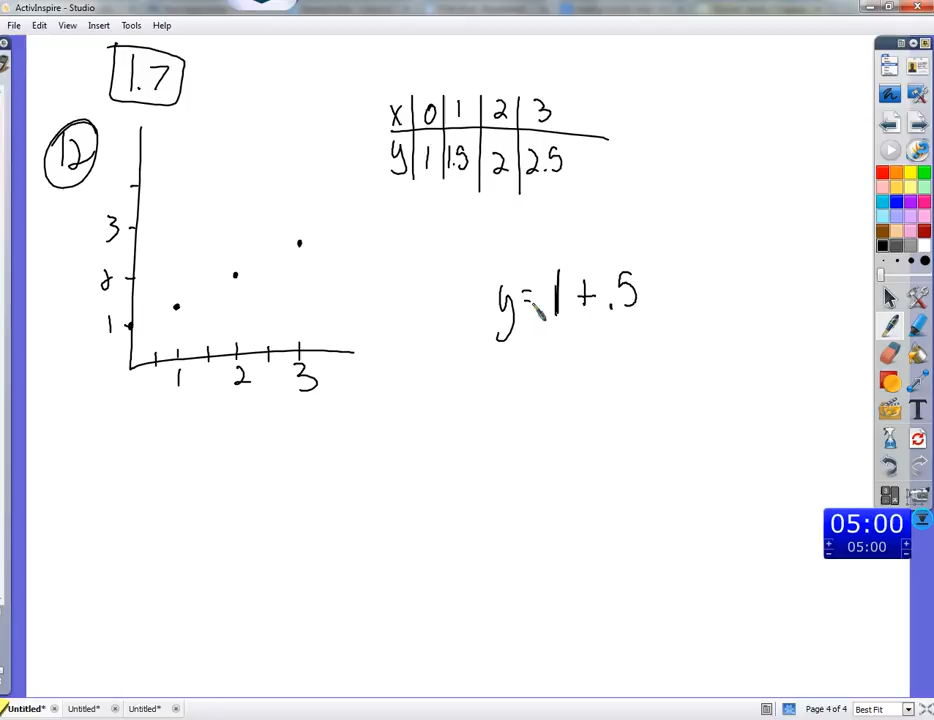 ActivInspire - Studio
File Edit View Insert Tools Help
1.7
12
x 0 1 2 3
y 1 1.5 2 2.5
3
2
1
1 2 3
y = 1 + .5
05:00
05:00
Untitled* Untitled* Untitled*
Page 4 of 4 Best Fit